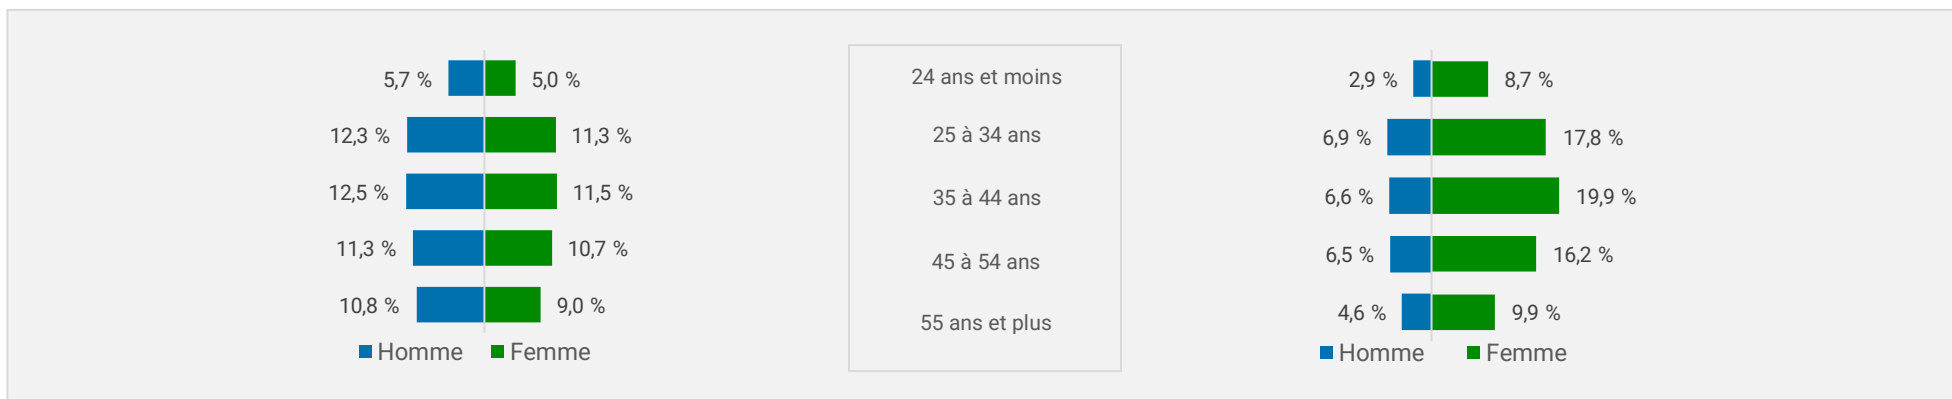 5,7 % 5,0 % 24 ans et moins 2,9 % 8,7 %
12,3 % 11,3 % 25 à 34 ans 6,9 % 17,8 %
12,5 % 11,5 % 35 à 44 ans 6,6 % 19,9 %
11,3 % 10,7 % 45 à 54 ans 6,5 % 16,2 %
10,8 % 9,0 % 55 ans et plus 4,6 % 9,9 %
Homme Femme Homme Femme